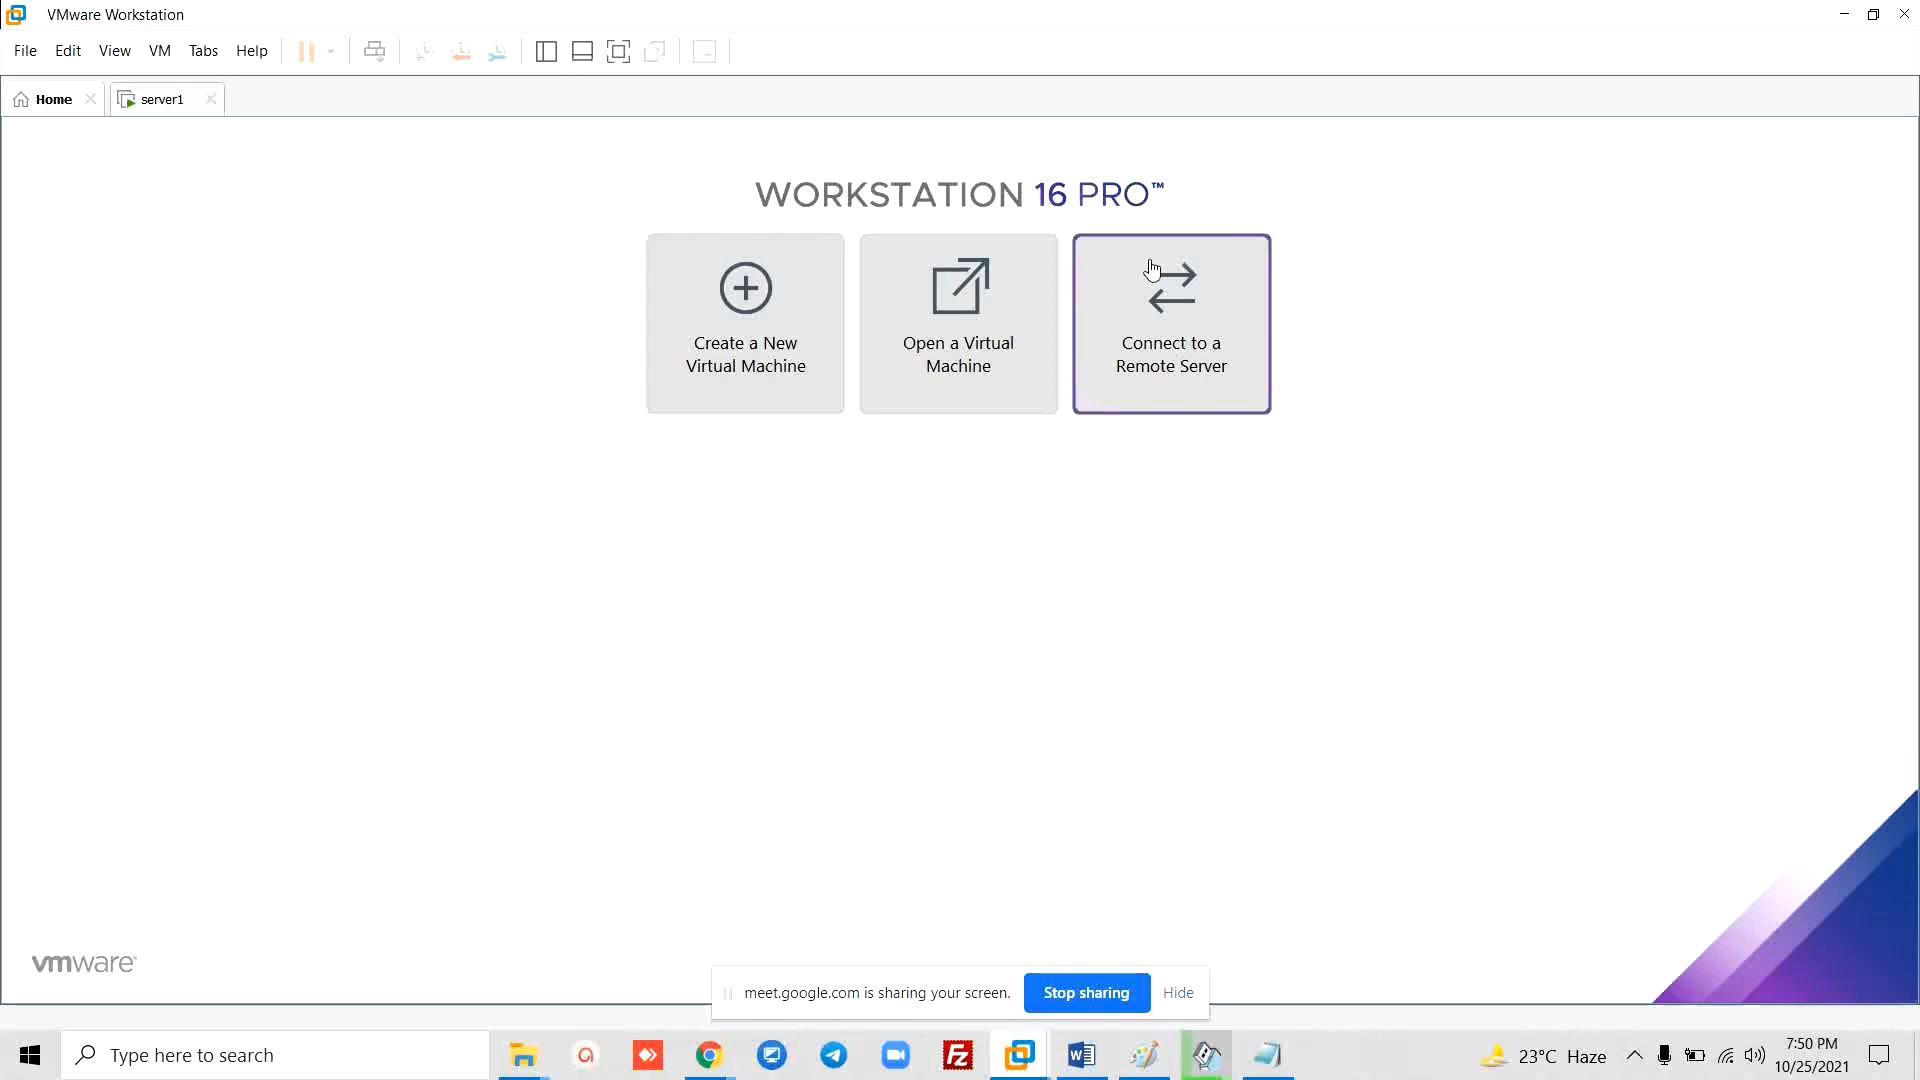 VMware Workstation
File Edit View VM Tabs Help
Home server1
WORKSTATION 16 PRO™
Create a New
Virtual Machine
Open a Virtual
Machine
Connect to a
Remote Server
vmware®
meet.google.com is sharing your screen. Stop sharing Hide
Type here to search
23°C Haze
7:50 PM
10/25/2021